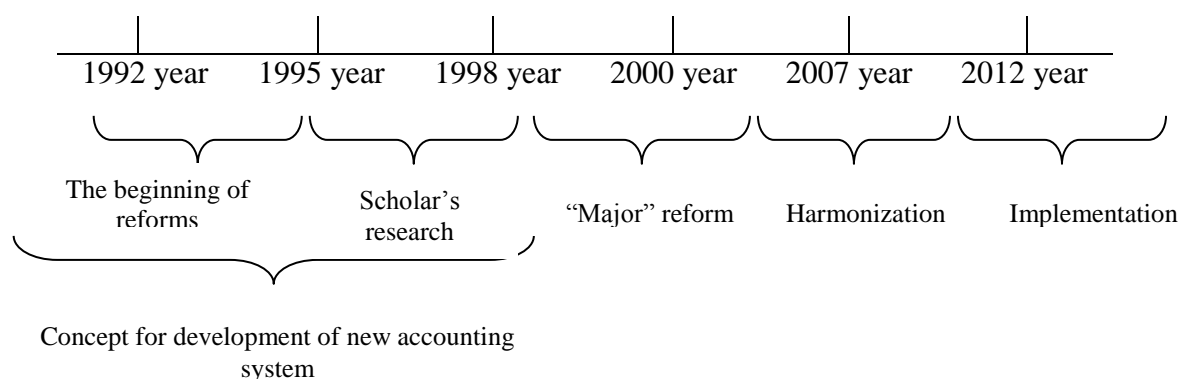 1992 year 1995 year 1998 year 2000 year 2007 year 2012 year
The beginning of
reforms
Scholar’s
research
“Major” reform
Harmonization
Implementation
Concept for development of new accounting
system